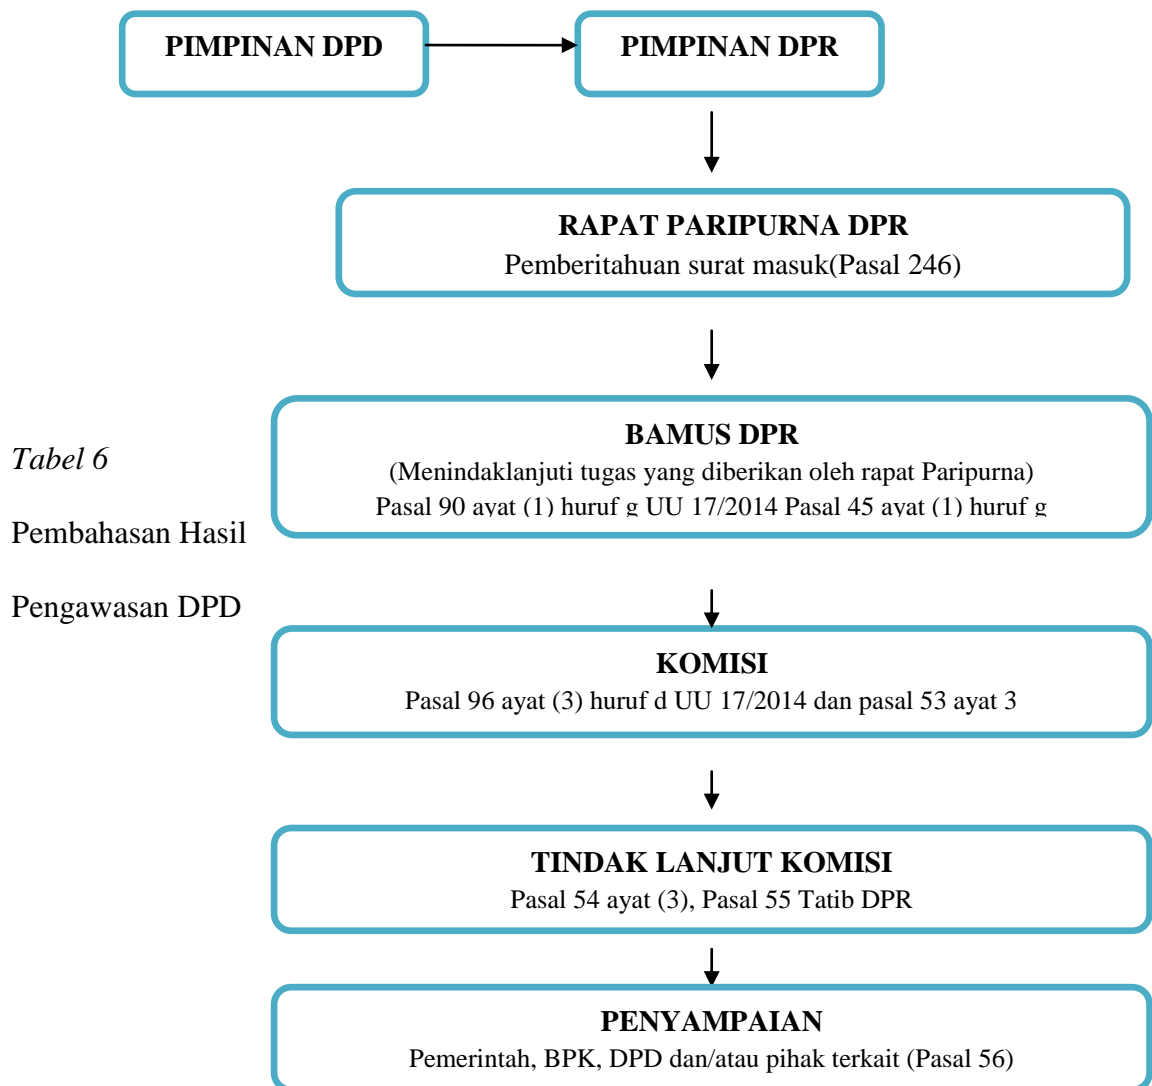 PIMPINAN DPD
PIMPINAN DPR
RAPAT PARIPURNA DPR
Pemberitahuan surat masuk(Pasal 246)
BAMUS DPR
(Menindaklanjuti tugas yang diberikan oleh rapat Paripurna)
Pasal 90 ayat (1) huruf g UU 17/2014 Pasal 45 ayat (1) huruf g
Tabel 6
Pembahasan Hasil
Pengawasan DPD
KOMISI
Pasal 96 ayat (3) huruf d UU 17/2014 dan pasal 53 ayat 3
TINDAK LANJUT KOMISI
Pasal 54 ayat (3), Pasal 55 Tatib DPR
PENYAMPAIAN
Pemerintah, BPK, DPD dan/atau pihak terkait (Pasal 56)